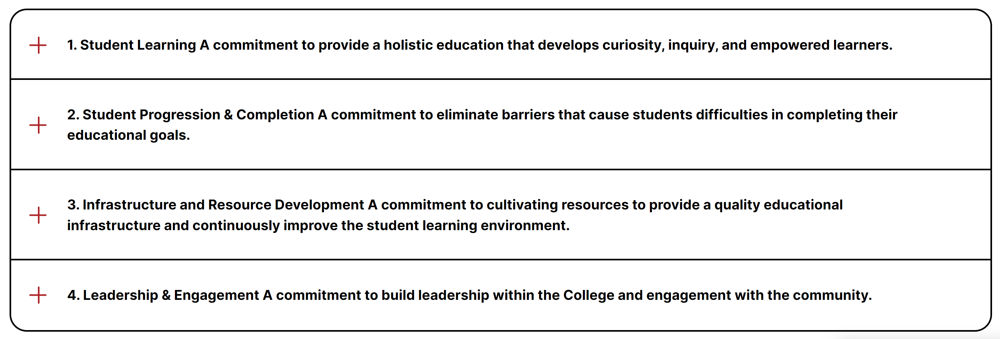 1. Student Learning A commitment to provide a holistic education that develops curiosity, inquiry, and empowered learners.
2. Student Progression & Completion A commitment to eliminate barriers that cause students difficulties in completing their
educational goals.
3. Infrastructure and Resource Development A commitment to cultivating resources to provide a quality educational
infrastructure and continuously improve the student learning environment.
4. Leadership & Engagement A commitment to build leadership within the College and engagement with the community.